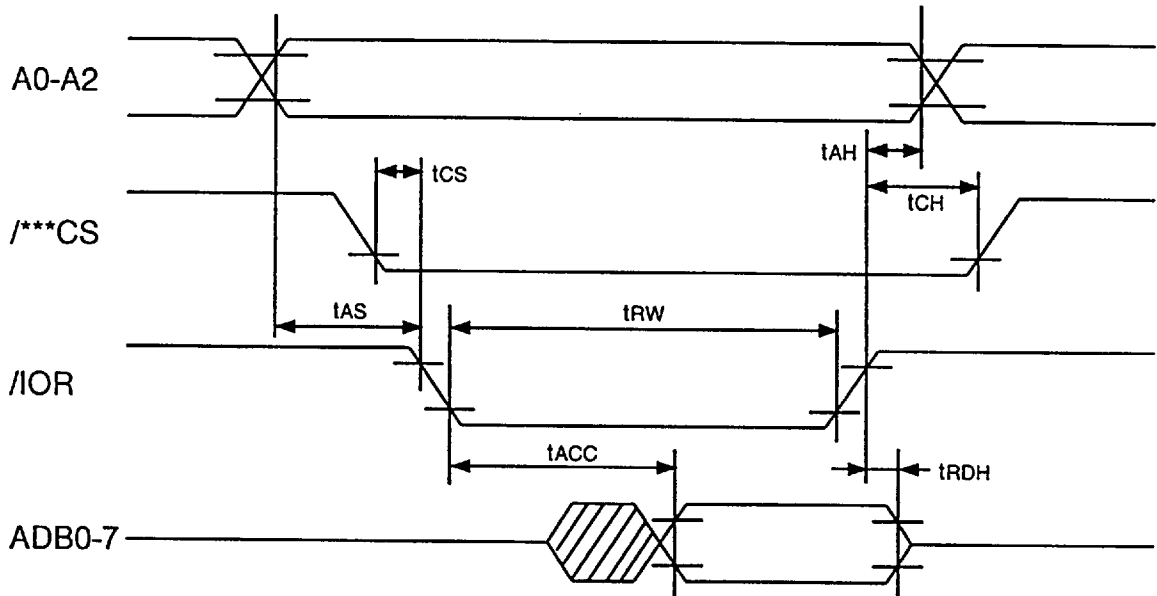 A0-A2
tAH
tCS
tCH
/***CS
tAS
tRW
/IOR
tACC
tRDH
ADB0-7